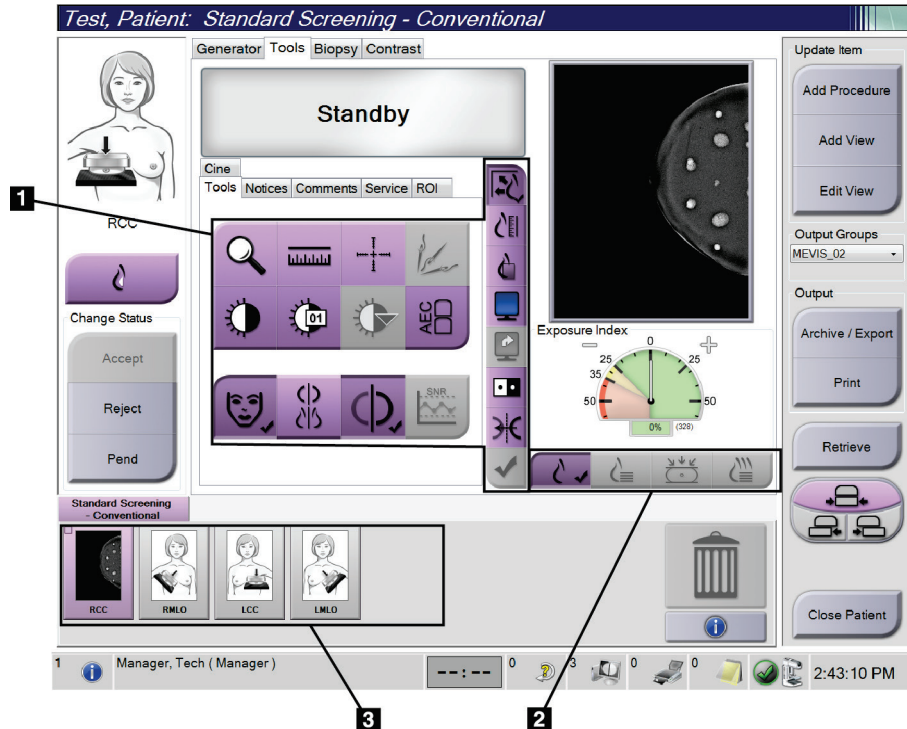 Test, Patient: Standard Screening - Conventional
Generator Tools Biopsy Contrast
Standby
Cine
Tools Notices Comments Service ROI
1
RCC
01
AEC
SNR
Change Status
Accept
Reject
Pend
Exposure Index
0
25 25
35
50 50
0% (328)
Update Item
Add Procedure
Add View
Edit View
Output Groups
MEVIS_02
Output
Archive / Export
Print
Retrieve
Close Patient
Standard Screening
- Conventional
RCC RMLO LCC LMLO
1 Manager, Tech ( Manager ) --:-- 0 3 0 0 2:43:10 PM
3 2